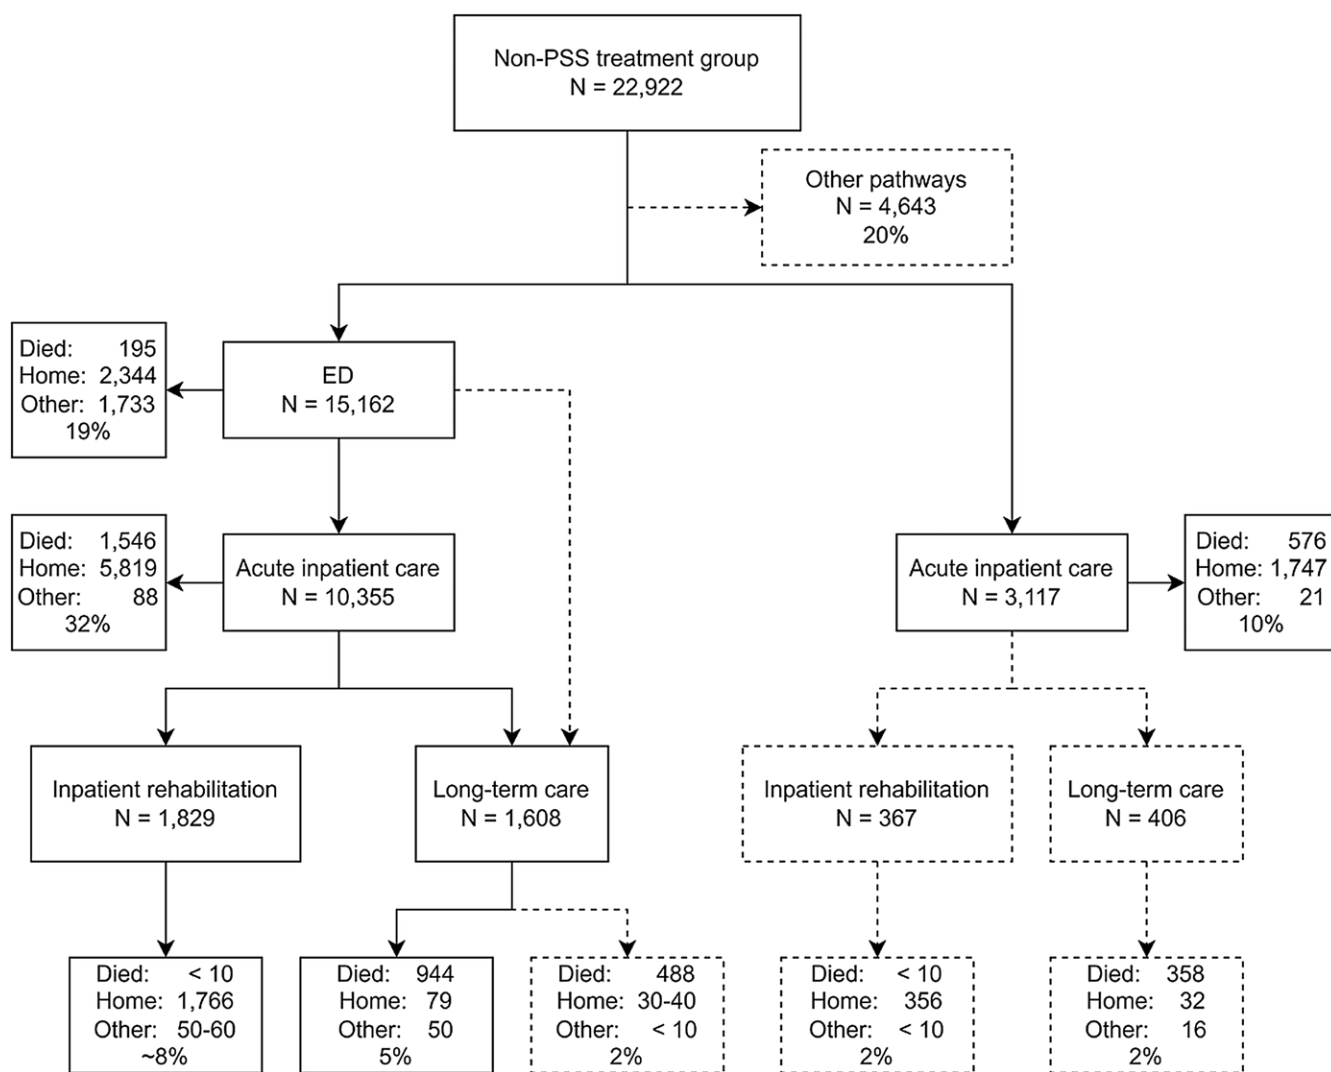 Non-PSS treatment group
N = 22,922
Other pathways
N = 4,643
20%
Died: 195
Home: 2,344
Other: 1,733
19%
ED
N = 15,162
Died: 1,546
Home: 5,819
Other: 88
32%
Acute inpatient care
N = 10,355
Acute inpatient care
N = 3,117
Died: 576
Home: 1,747
Other: 21
10%
Inpatient rehabilitation
N = 1,829
Long-term care
N = 1,608
Inpatient rehabilitation
N = 367
Long-term care
N = 406
Died: < 10
Home: 1,766
Other: 50-60
~8%
Died: 944
Home: 79
Other: 50
5%
Died: 488
Home: 30-40
Other: < 10
2%
Died: < 10
Home: 356
Other: < 10
2%
Died: 358
Home: 32
Other: 16
2%